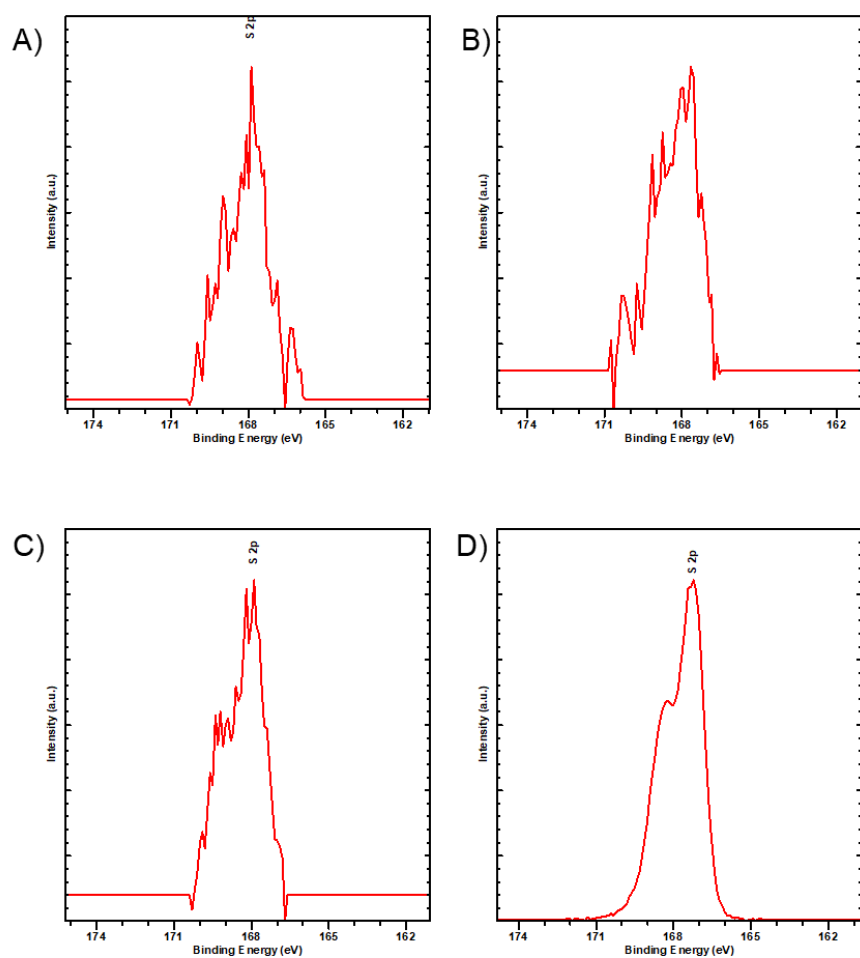 A)
S 2p
Intensity (a.u.)
174 171 168 165 162
Binding Energy (eV)
B)
Intensity (a.u.)
174 171 168 165 162
Binding Energy (eV)
C)
S 2p
Intensity (a.u.)
174 171 168 165 162
Binding Energy (eV)
D)
S 2p
Intensity (a.u.)
174 171 168 165 162
Binding Energy (eV)